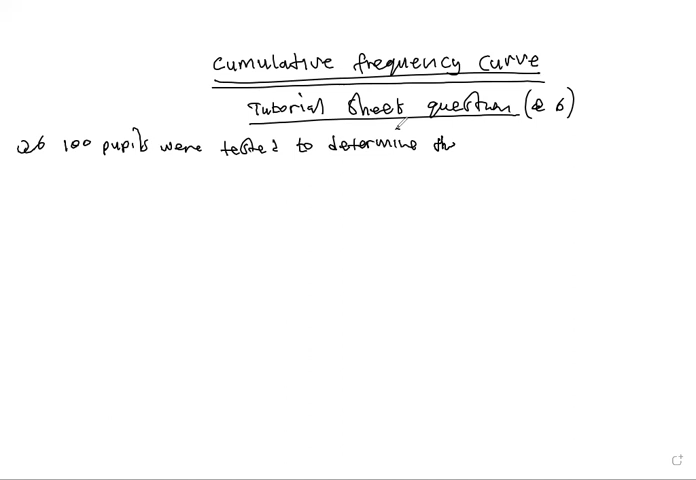 Cumulative frequency Curve
Tutorial Sheet question (Q 6)
Q6 100 pupils were tested to determine the